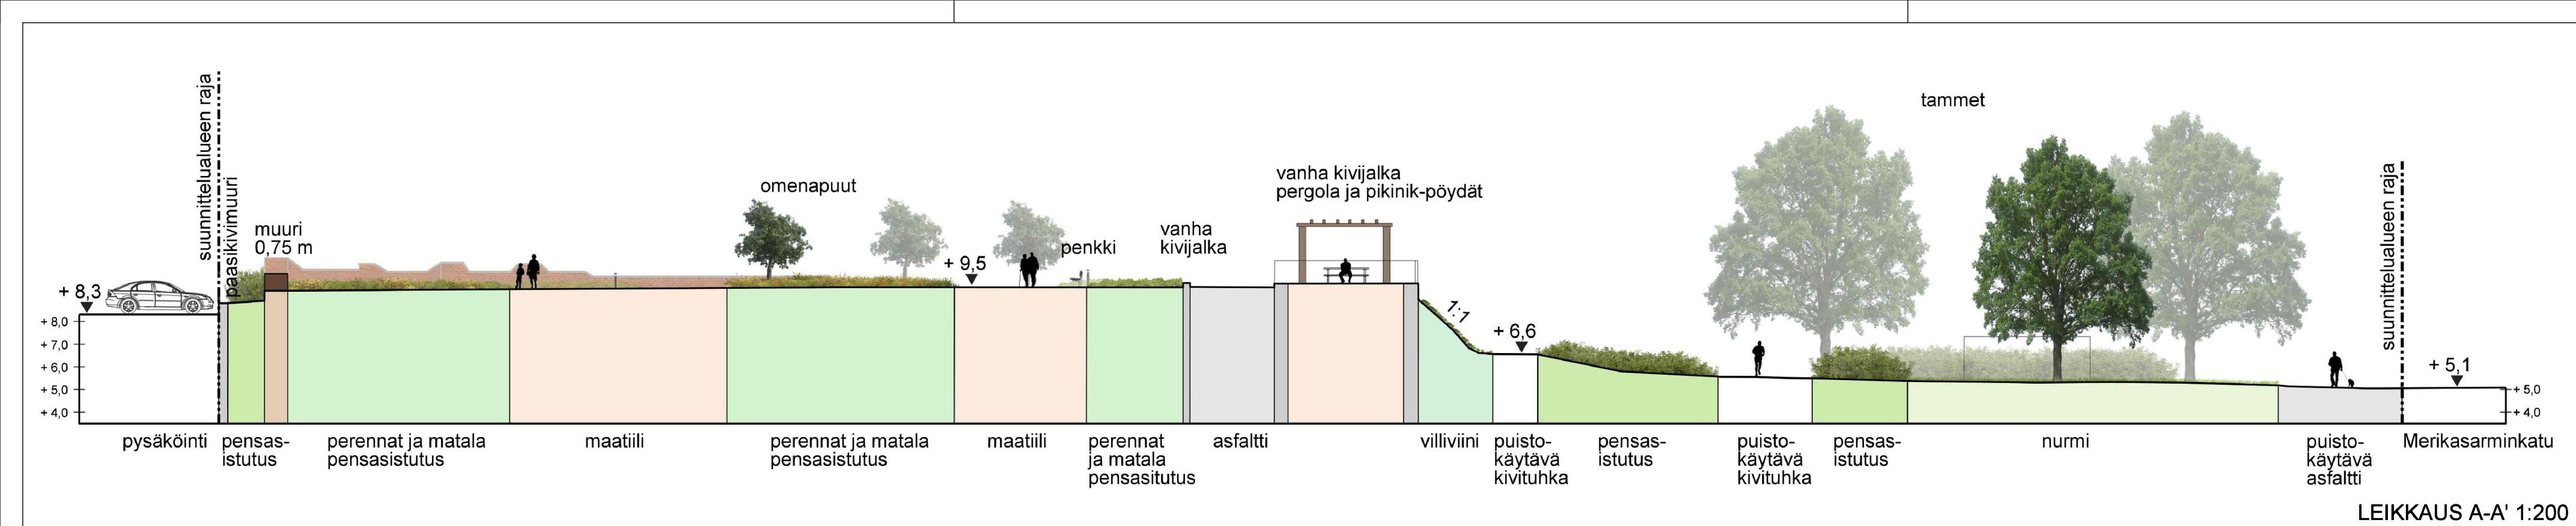 suunnittelualueen raja
paasikivimuuri
muuri
0,75 m
omenapuut
penkki
vanha
kivijalka
vanha kivijalka
pergola ja pikinik-pöydät
tammet
suunnittelualueen raja
+ 8,3
+ 9,5
1:1
+ 6,6
+ 5,1
+ 8,0
+ 7,0
+ 6,0
+ 5,0
+ 4,0
+ 5,0
+ 4,0
pysäköinti
pensas-
istutus
perennat ja matala
pensasistutus
maatiili
perennat ja matala
pensasistutus
maatiili
perennat
ja matala
pensasitutus
asfaltti
villiviini
puisto-
käytävä
kivituhka
pensas-
istutus
puisto-
käytävä
kivituhka
pensas-
istutus
nurmi
puisto-
käytävä
asfaltti
Merikasarminkatu
LEIKKAUS A-A' 1:200